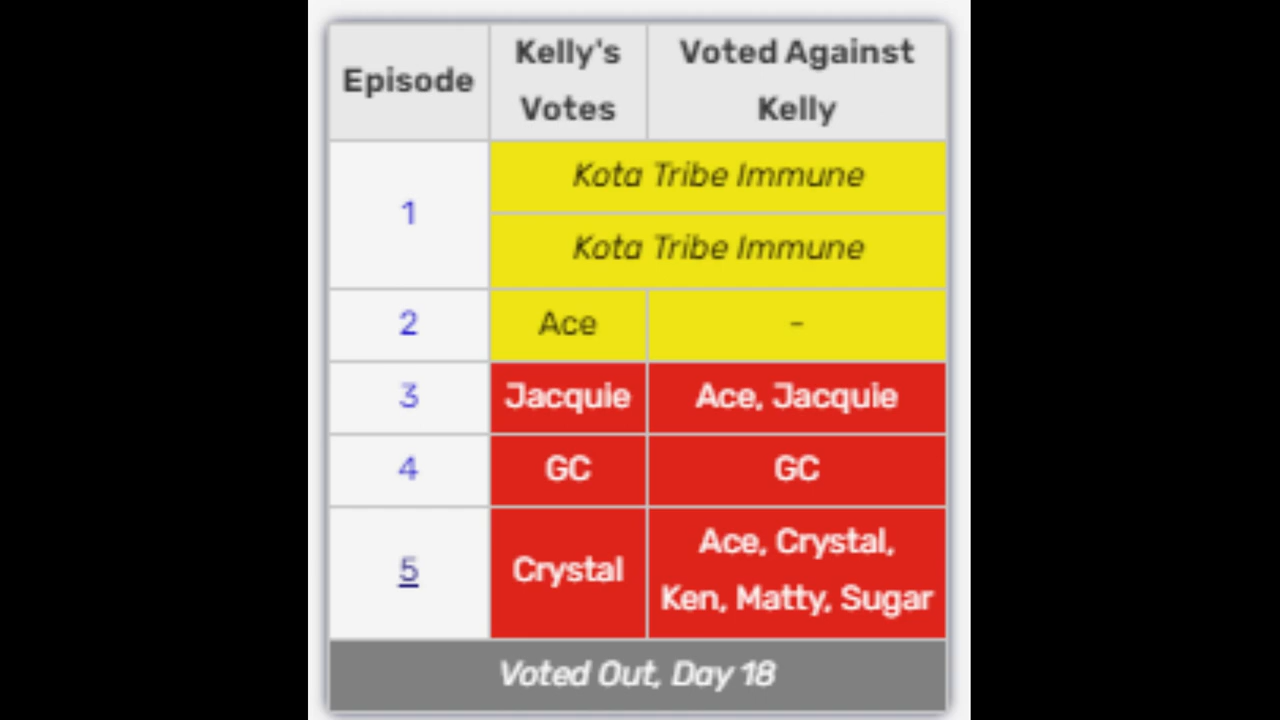 Episode
Kelly's
Votes
Voted Against
Kelly
1
Kota Tribe Immune
Kota Tribe Immune
2
Ace
-
3
Jacquie
Ace, Jacquie
4
GC
GC
5
Crystal
Ace, Crystal,
Ken, Matty, Sugar
Voted Out, Day 18